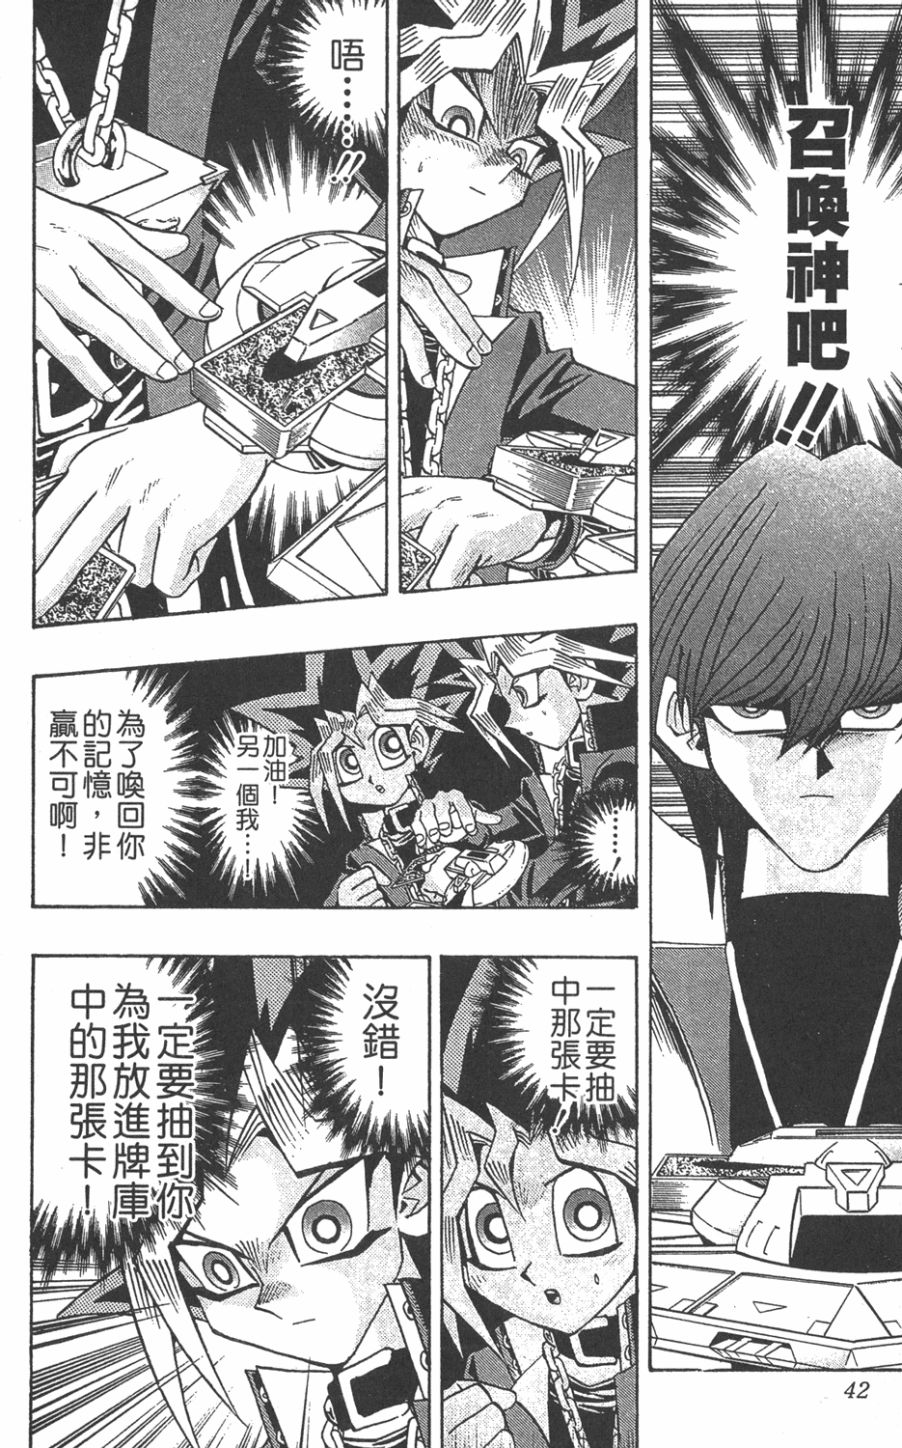 召喚神吧!!
唔……!!
……!
加油!
另一個我…
為了喚回你
的記憶，非
贏不可啊!
一定要抽
中那張卡!
沒錯!
一定要抽到你
為我放進牌庫
中的那張卡!
42